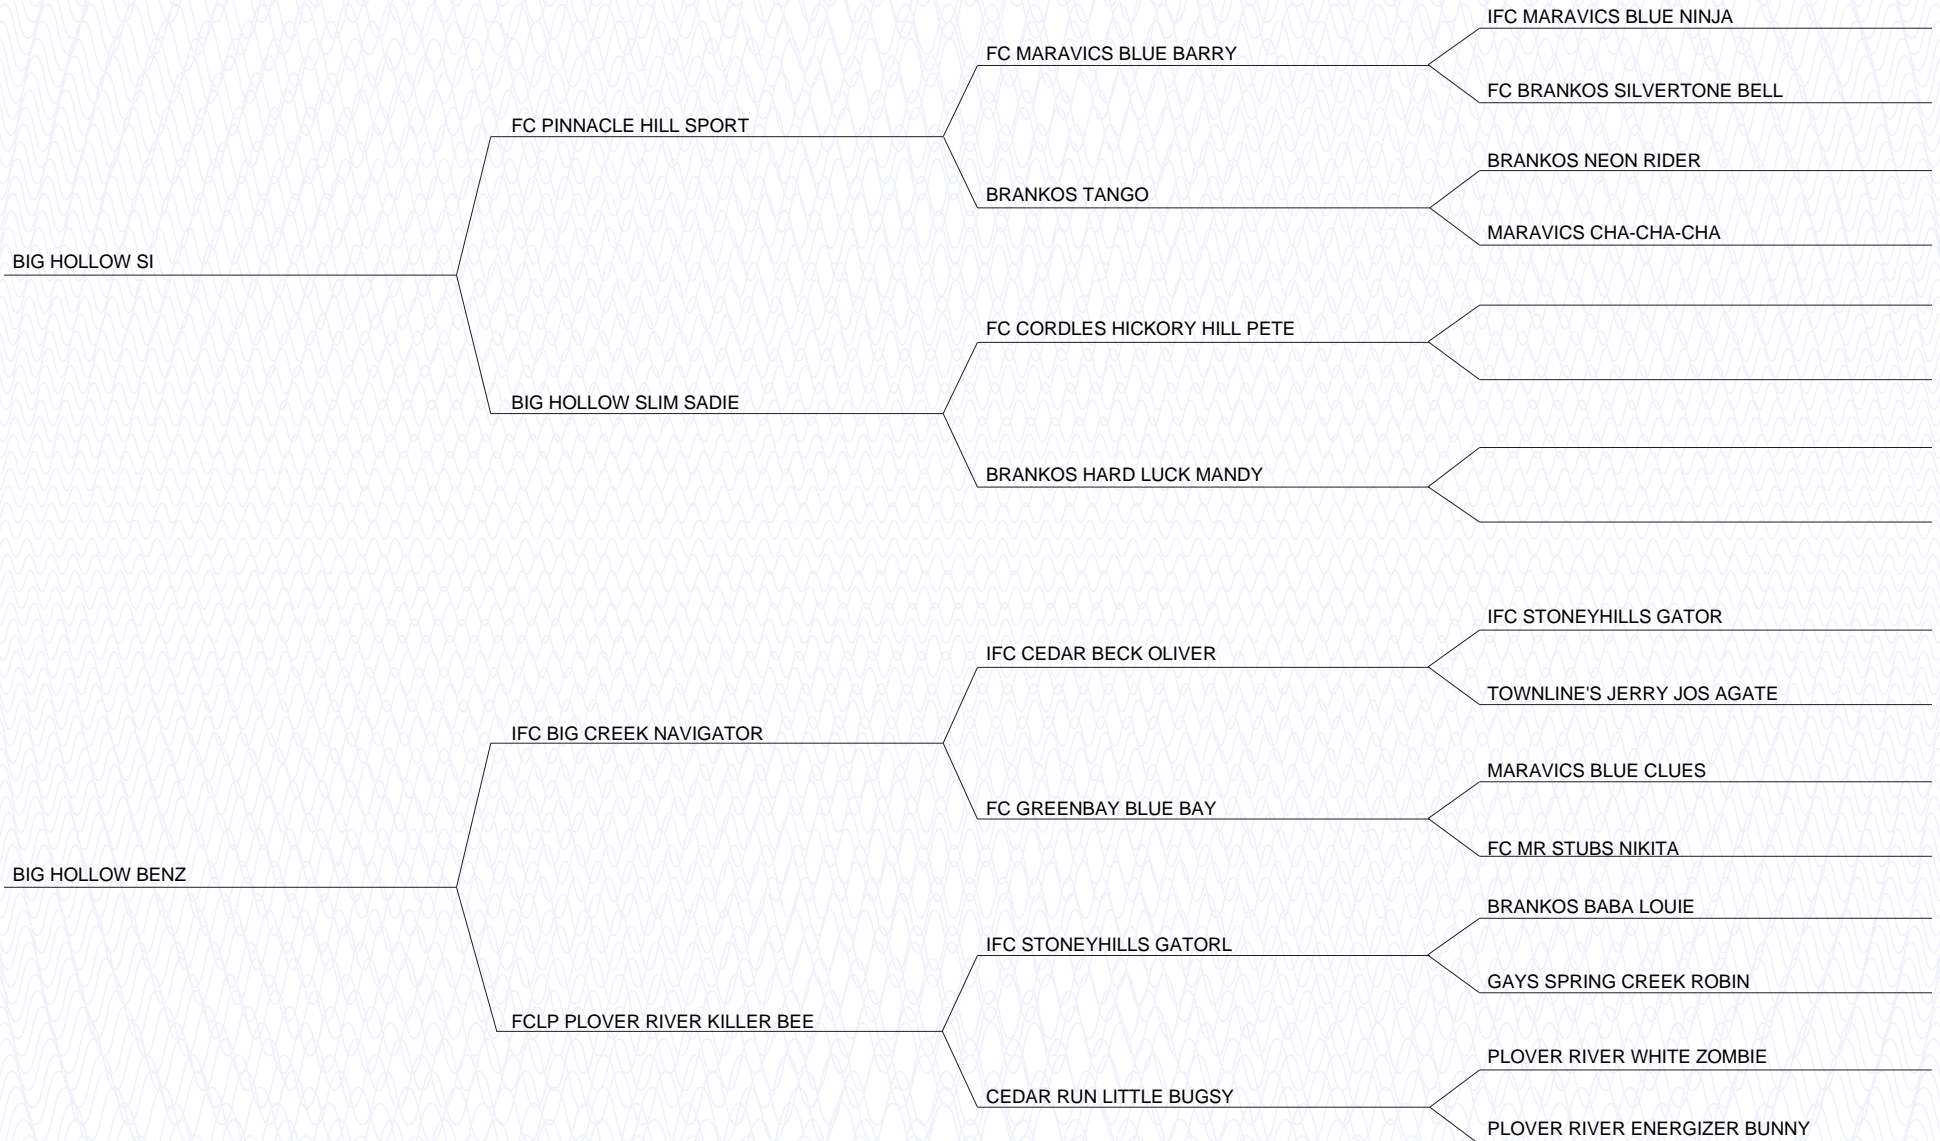 IFC MARAVICS BLUE NINJA
FC MARAVICS BLUE BARRY
FC BRANKOS SILVERTONE BELL
FC PINNACLE HILL SPORT
BRANKOS NEON RIDER
BRANKOS TANGO
MARAVICS CHA-CHA-CHA
BIG HOLLOW SI
FC CORDLES HICKORY HILL PETE
BIG HOLLOW SLIM SADIE
BRANKOS HARD LUCK MANDY
IFC STONEYHILLS GATOR
IFC CEDAR BECK OLIVER
TOWNLINE'S JERRY JOS AGATE
IFC BIG CREEK NAVIGATOR
MARAVICS BLUE CLUES
FC GREENBAY BLUE BAY
FC MR STUBS NIKITA
BIG HOLLOW BENZ
BRANKOS BABA LOUIE
IFC STONEYHILLS GATORL
GAYS SPRING CREEK ROBIN
FCLP PLOVER RIVER KILLER BEE
PLOVER RIVER WHITE ZOMBIE
CEDAR RUN LITTLE BUGSY
PLOVER RIVER ENERGIZER BUNNY